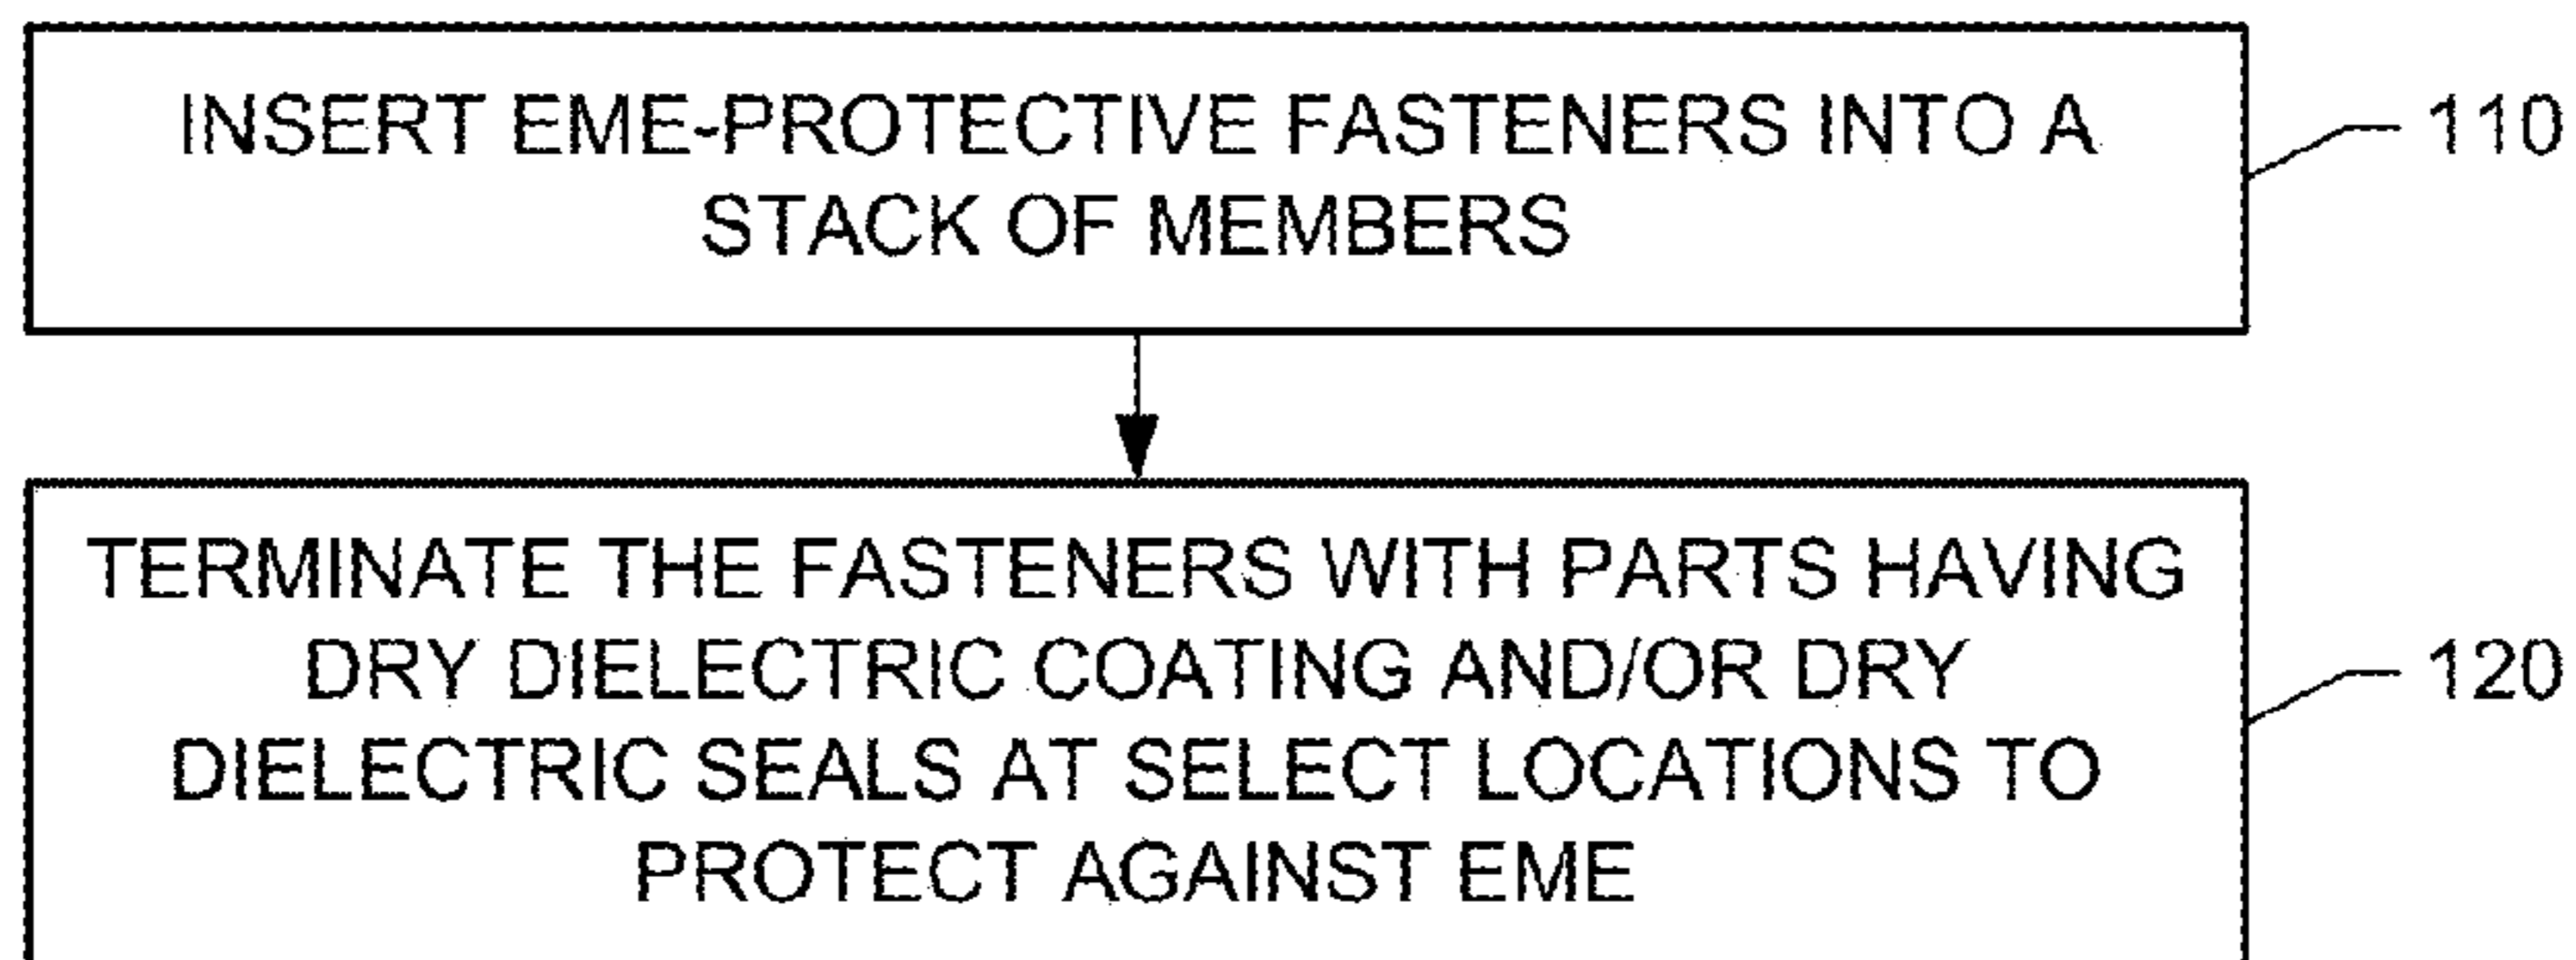 INSERT EME-PROTECTIVE FASTENERS INTO A
STACK OF MEMBERS
110
TERMINATE THE FASTENERS WITH PARTS HAVING
DRY DIELECTRIC COATING AND/OR DRY
DIELECTRIC SEALS AT SELECT LOCATIONS TO
PROTECT AGAINST EME
120